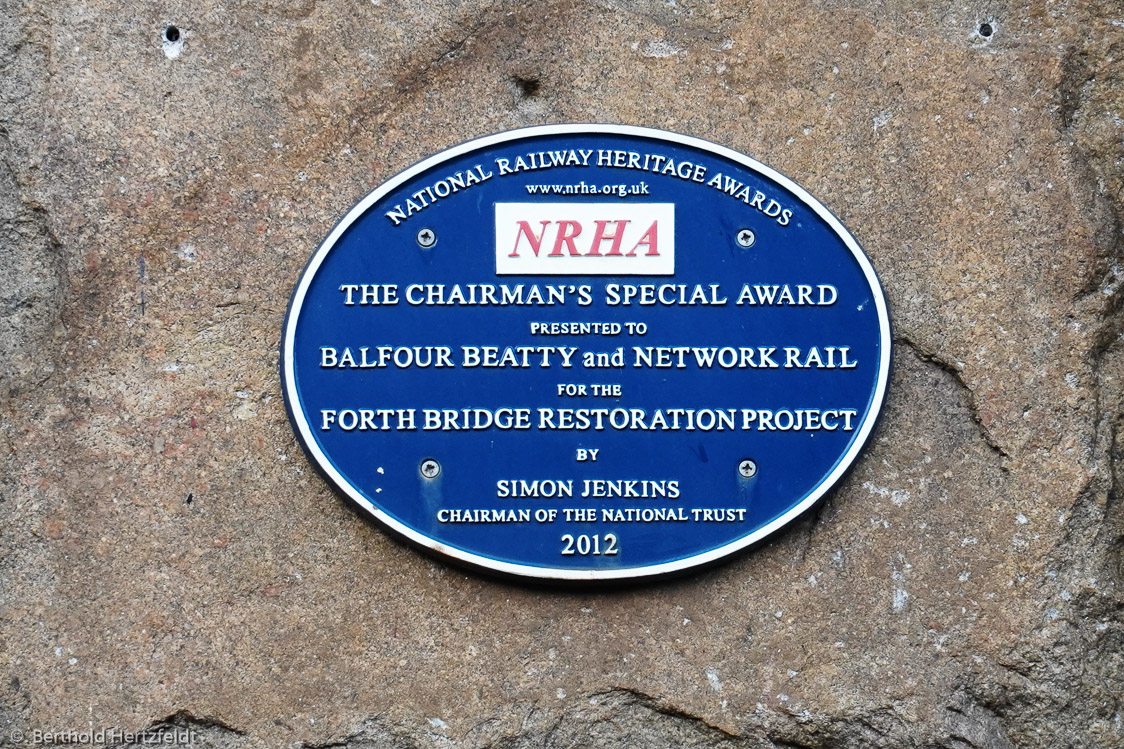 NATIONAL RAILWAY HERITAGE AWARDS
www.nrha.org.uk
NRHA
THE CHAIRMAN'S SPECIAL AWARD
PRESENTED TO
BALFOUR BEATTY and NETWORK RAIL
FOR THE
FORTH BRIDGE RESTORATION PROJECT
BY
SIMON JENKINS
CHAIRMAN OF THE NATIONAL TRUST
2012
© Berthold Hertzfeldt